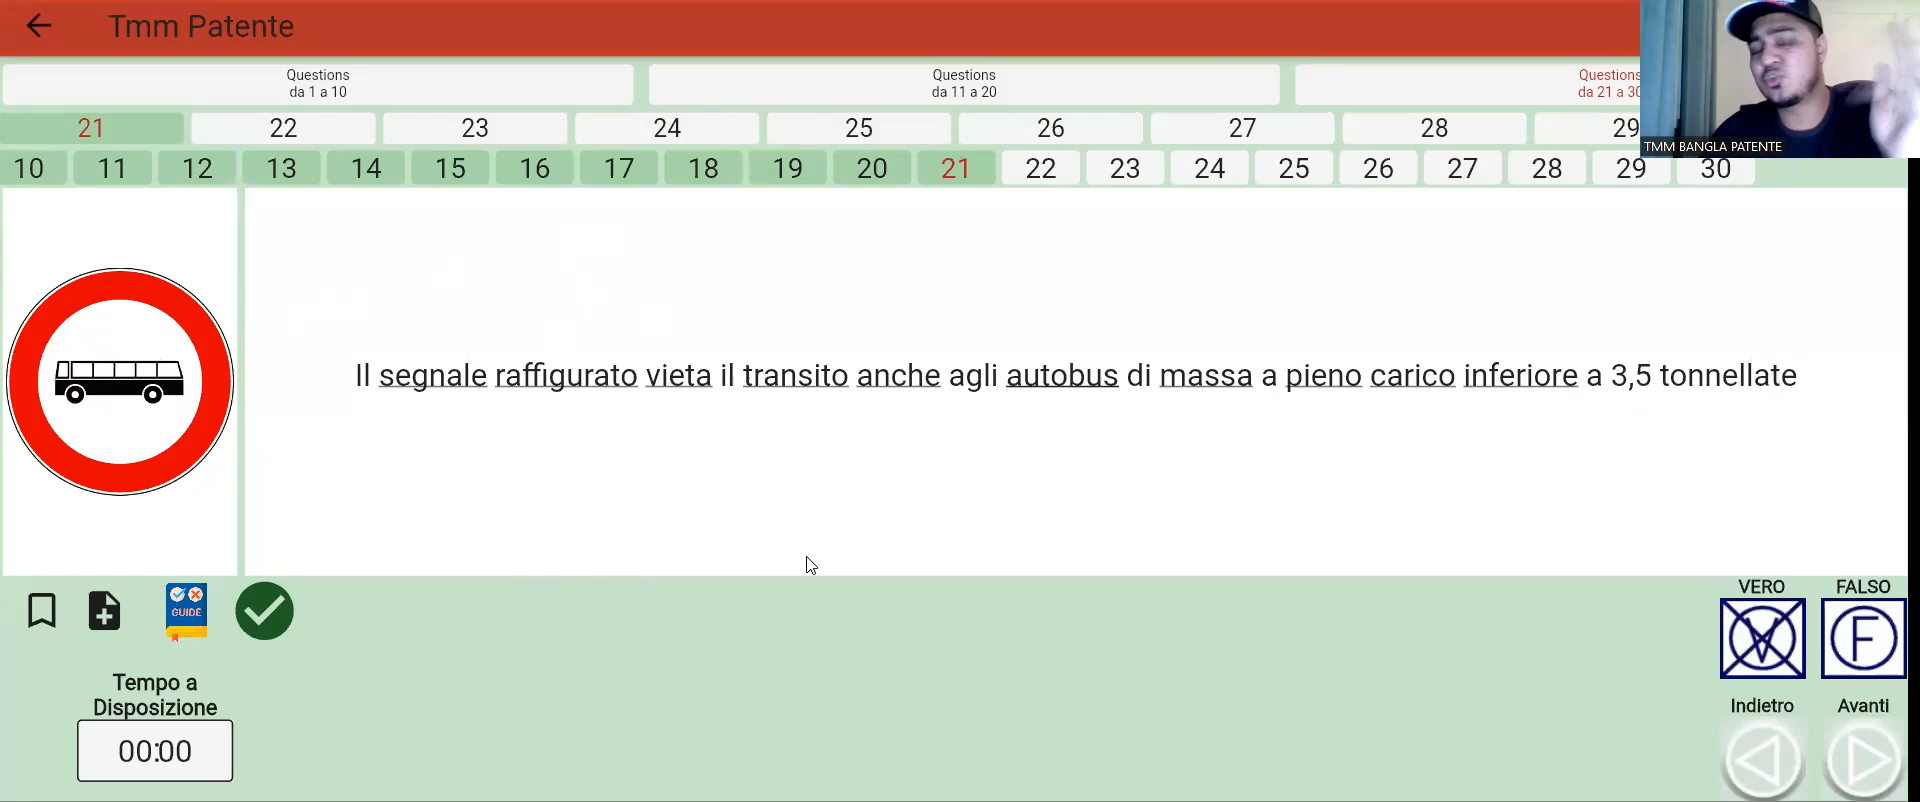 Tmm Patente
Questions
da 1 a 10
Questions
da 11 a 20
Questions
da 21 a 30
21 22 23 24 25 26 27 28 29
10 11 12 13 14 15 16 17 18 19 20 21 22 23 24 25 26 27 28 29 30
TMM BANGLA PATENTE
Il segnale raffigurato vieta il transito anche agli autobus di massa a pieno carico inferiore a 3,5 tonnellate
GUIDE
VERO FALSO
V F
Tempo a
Disposizione
00:00
Indietro Avanti